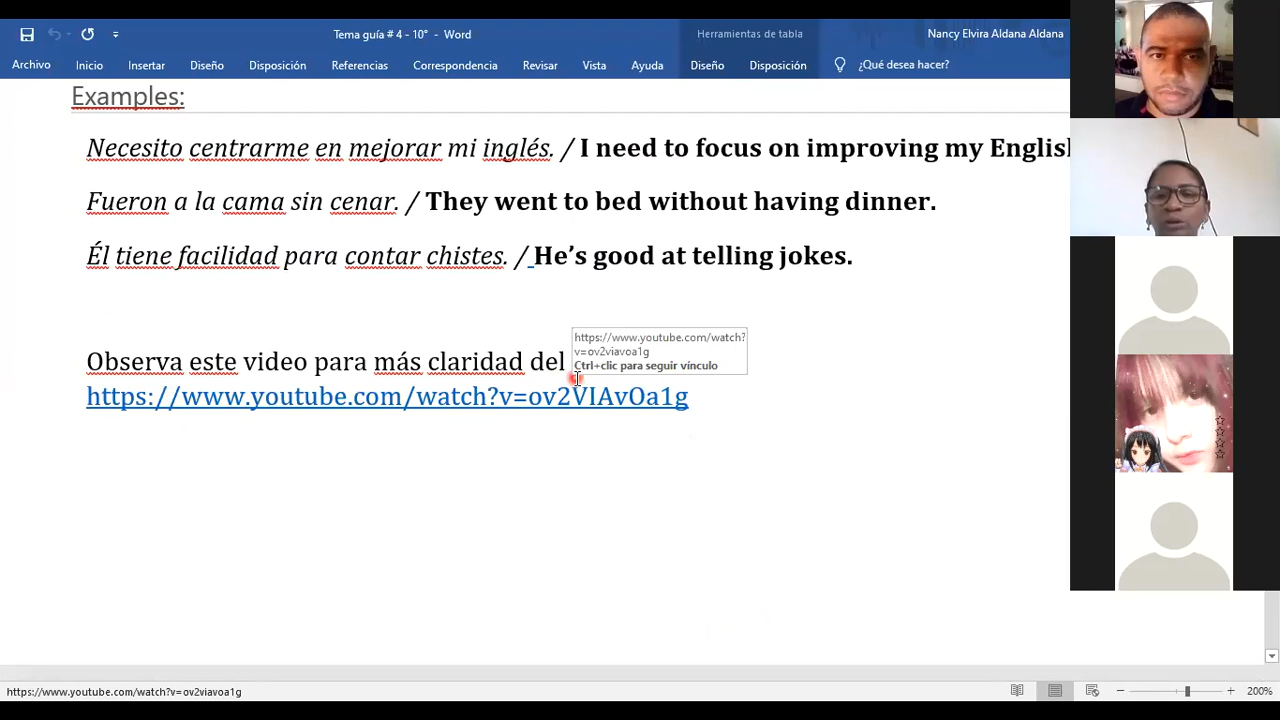 Tema guía # 4 - 10° - Word
Herramientas de tabla
Nancy Elvira Aldana Aldana
Archivo Inicio Insertar Diseño Disposición Referencias Correspondencia Revisar Vista Ayuda Diseño Disposición ¿Qué desea hacer?
Examples:
Necesito centrarme en mejorar mi inglés. / I need to focus on improving my English
Fueron a la cama sin cenar. / They went to bed without having dinner.
Él tiene facilidad para contar chistes. / He’s good at telling jokes.
https://www.youtube.com/watch?
v=ov2viavoa1g
Ctrl+clic para seguir vínculo
Observa este video para más claridad del
https://www.youtube.com/watch?v=ov2VIAvOa1g
https://www.youtube.com/watch?v=ov2viavoa1g
200%